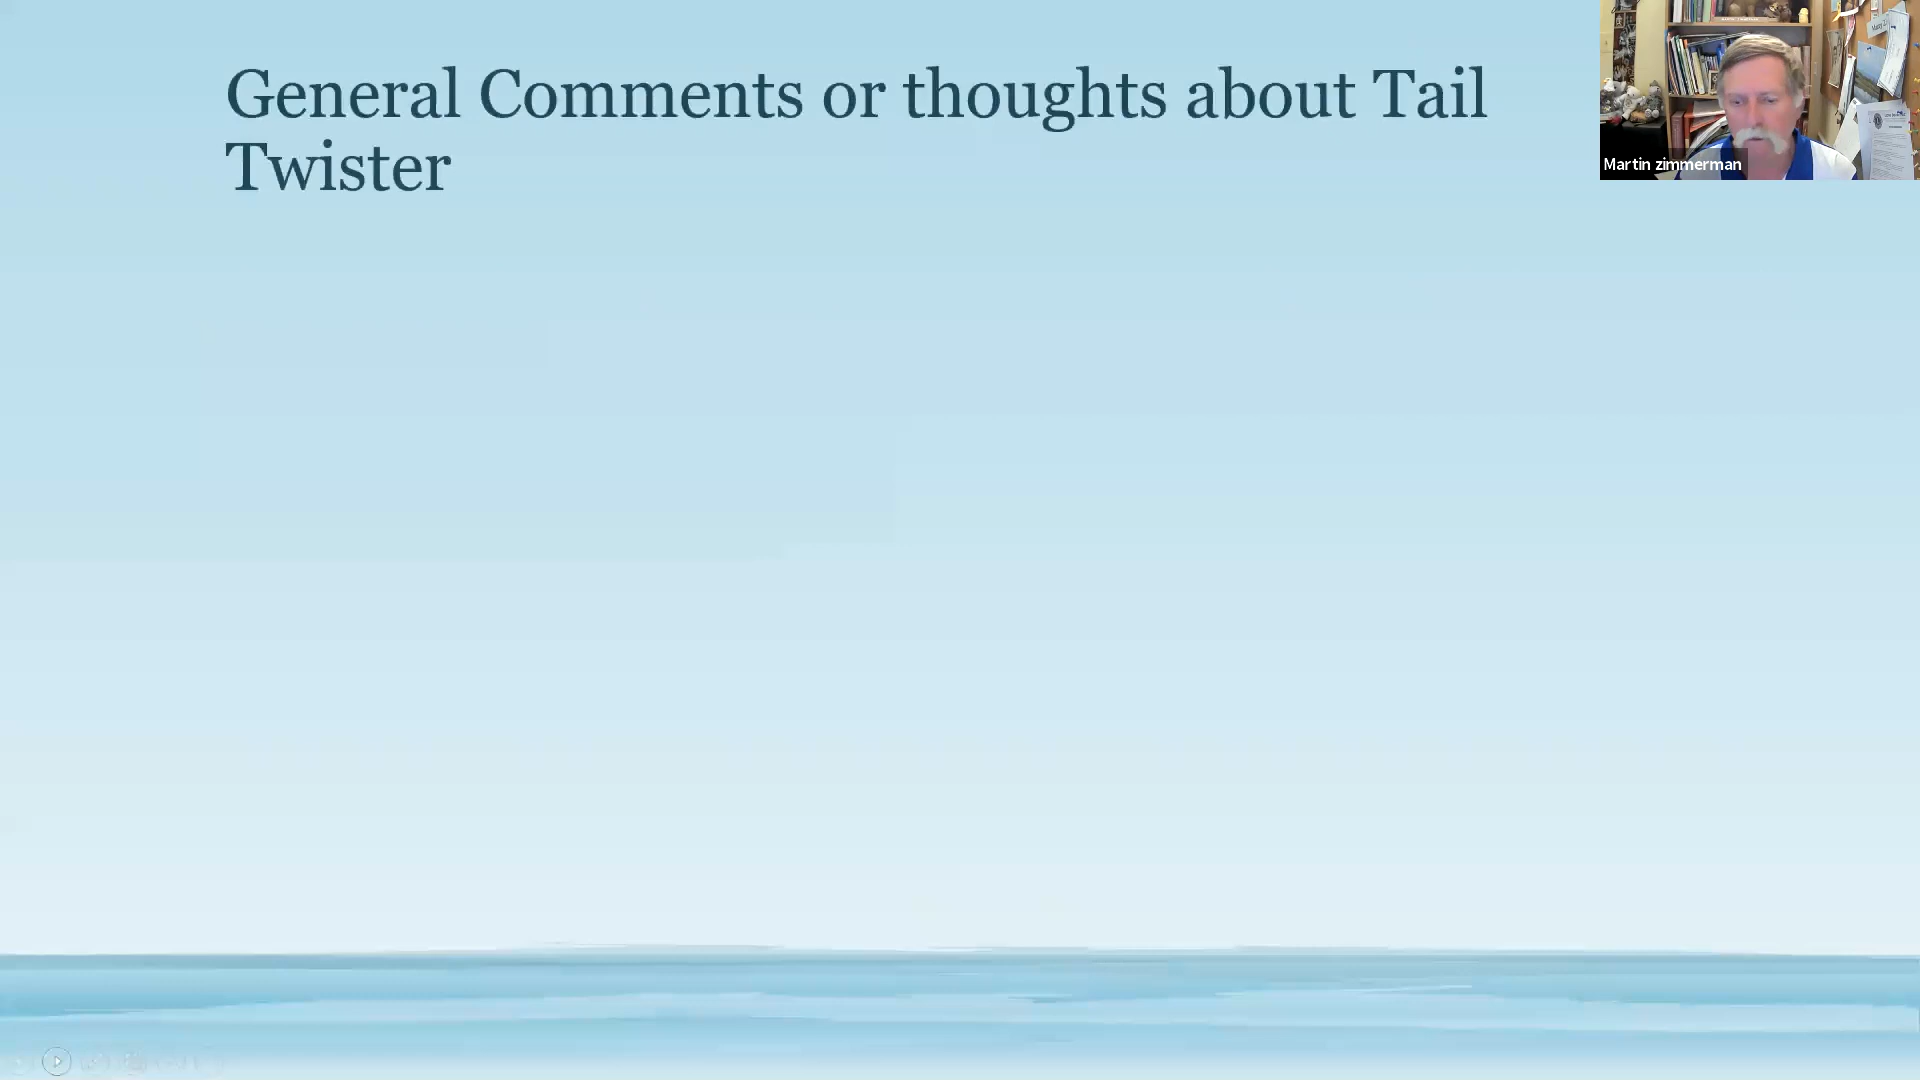 General Comments or thoughts about Tail
Twister
Martin zimmerman